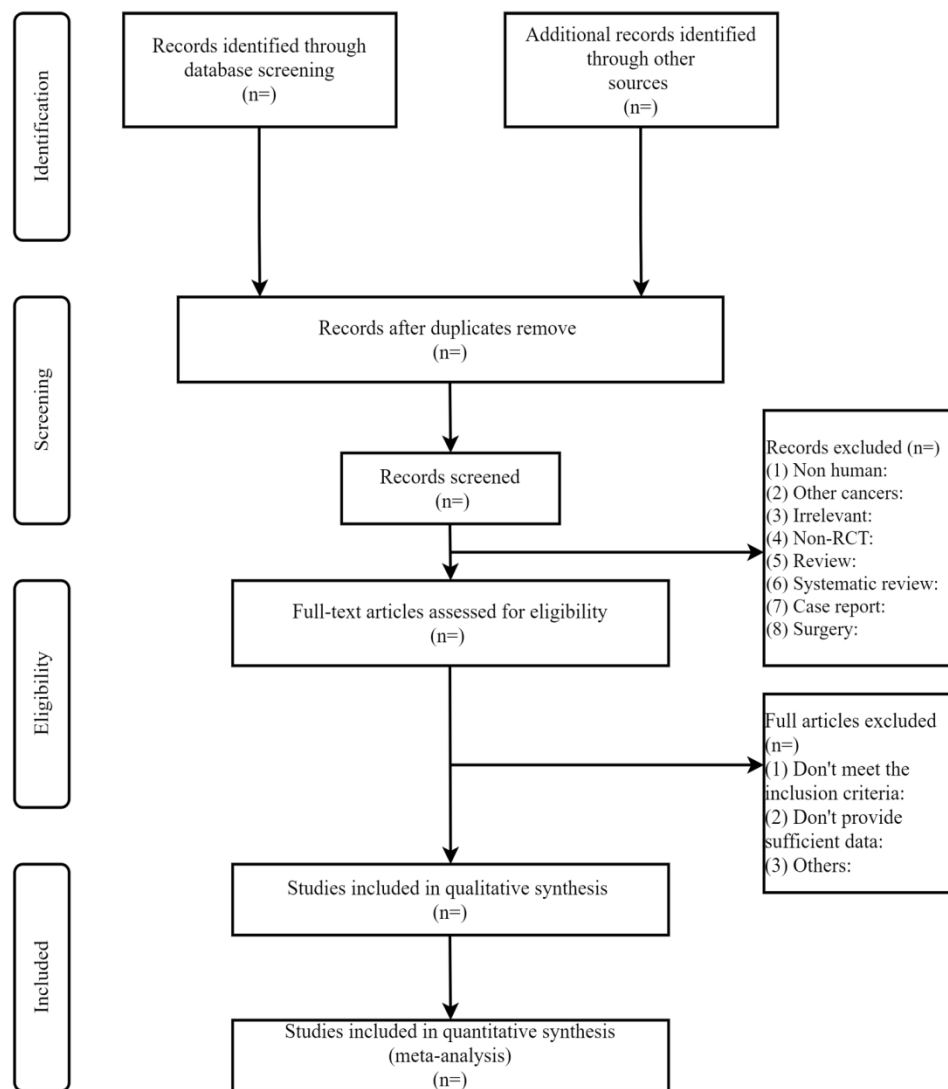 Identification
Records identified through
database screening
(n=)
Additional records identified
through other
sources
(n=)
Screening
Records after duplicates remove
(n=)
Records screened
(n=)
Records excluded (n=)
(1) Non human:
(2) Other cancers:
(3) Irrelevant:
(4) Non-RCT:
(5) Review:
(6) Systematic review:
(7) Case report:
(8) Surgery:
Eligibility
Full-text articles assessed for eligibility
(n=)
Full articles excluded
(n=)
(1) Don't meet the
inclusion criteria:
(2) Don't provide
sufficient data:
(3) Others:
Included
Studies included in qualitative synthesis
(n=)
Studies included in quantitative synthesis
(meta-analysis)
(n=)